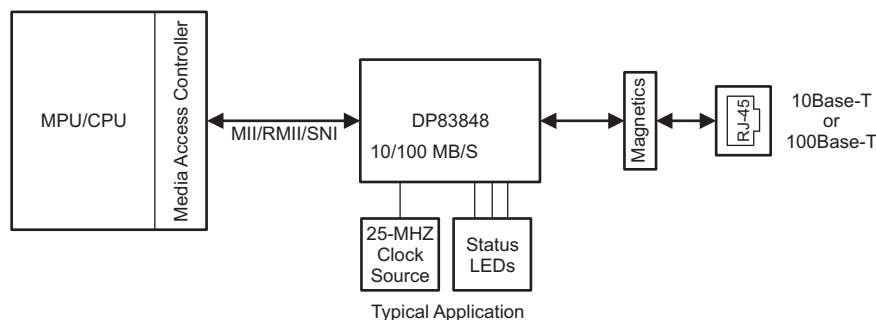 MPU/CPU
Media Access Controller
MII/RMII/SNI
DP83848
10/100 MB/S
Magnetics
RJ-45
10Base-T
or
100Base-T
25-MHZ
Clock
Source
Status
LEDs
Typical Application